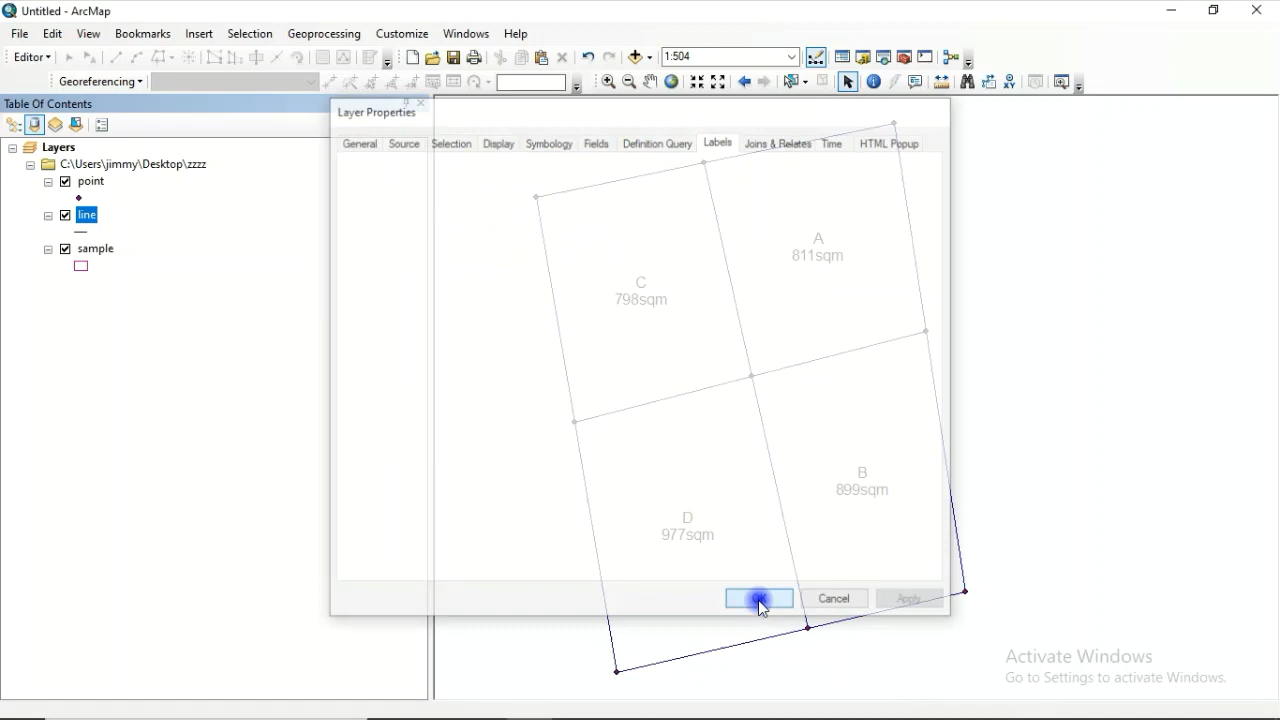 Untitled - ArcMap
File Edit View Bookmarks Insert Selection Geoprocessing Customize Windows Help
Editor 1:504
Georeferencing
Table Of Contents
Layer Properties
General Source Selection Display Symbology Fields Definition Query Labels Joins & Relates Time HTML Popup
Layers
C:\Users\jimmy\Desktop\zzzz
point
line
sample
A
811sqm
C
798sqm
B
899sqm
D
977sqm
OK Cancel Apply
Activate Windows
Go to Settings to activate Windows.